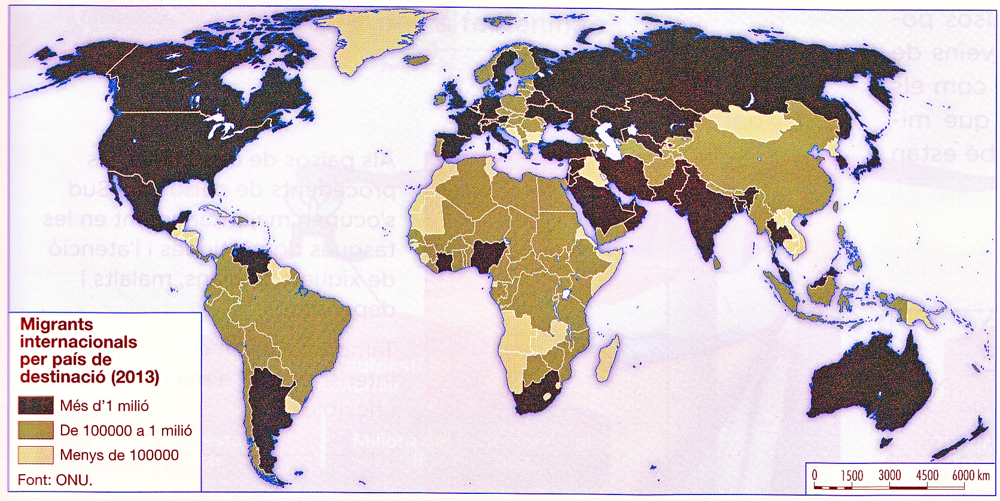 Migrants
internacionals
per país de
destinació (2013)
Més d'1 milió
De 100000 a 1 milió
Menys de 100000
Font: ONU.
0 1500 3000 4500 6000 km